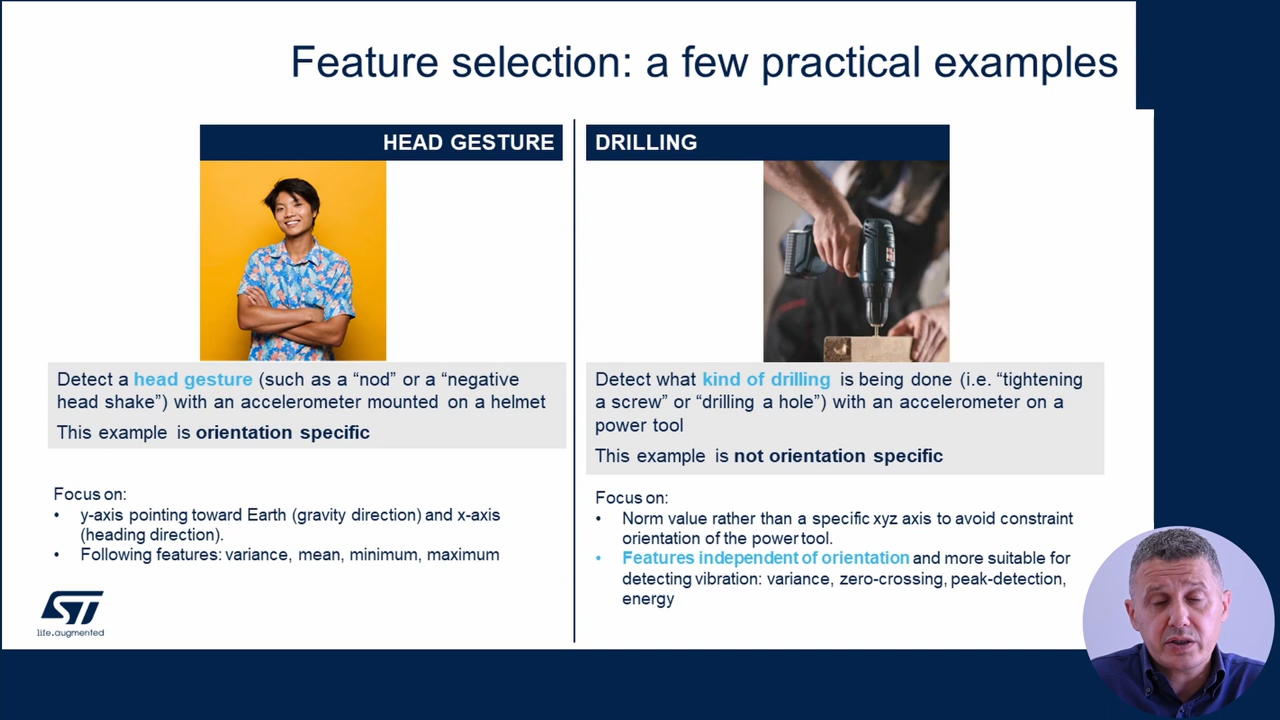 Feature selection: a few practical examples
HEAD GESTURE
Detect a head gesture (such as a “nod” or a “negative
head shake”) with an accelerometer mounted on a helmet
This example is orientation specific
Focus on:
• y-axis pointing toward Earth (gravity direction) and x-axis
(heading direction).
• Following features: variance, mean, minimum, maximum
DRILLING
Detect what kind of drilling is being done (i.e. “tightening
a screw” or “drilling a hole”) with an accelerometer on a
power tool
This example is not orientation specific
Focus on:
• Norm value rather than a specific xyz axis to avoid constraint
orientation of the power tool.
• Features independent of orientation and more suitable for
detecting vibration: variance, zero-crossing, peak-detection,
energy
ST
life.augmented